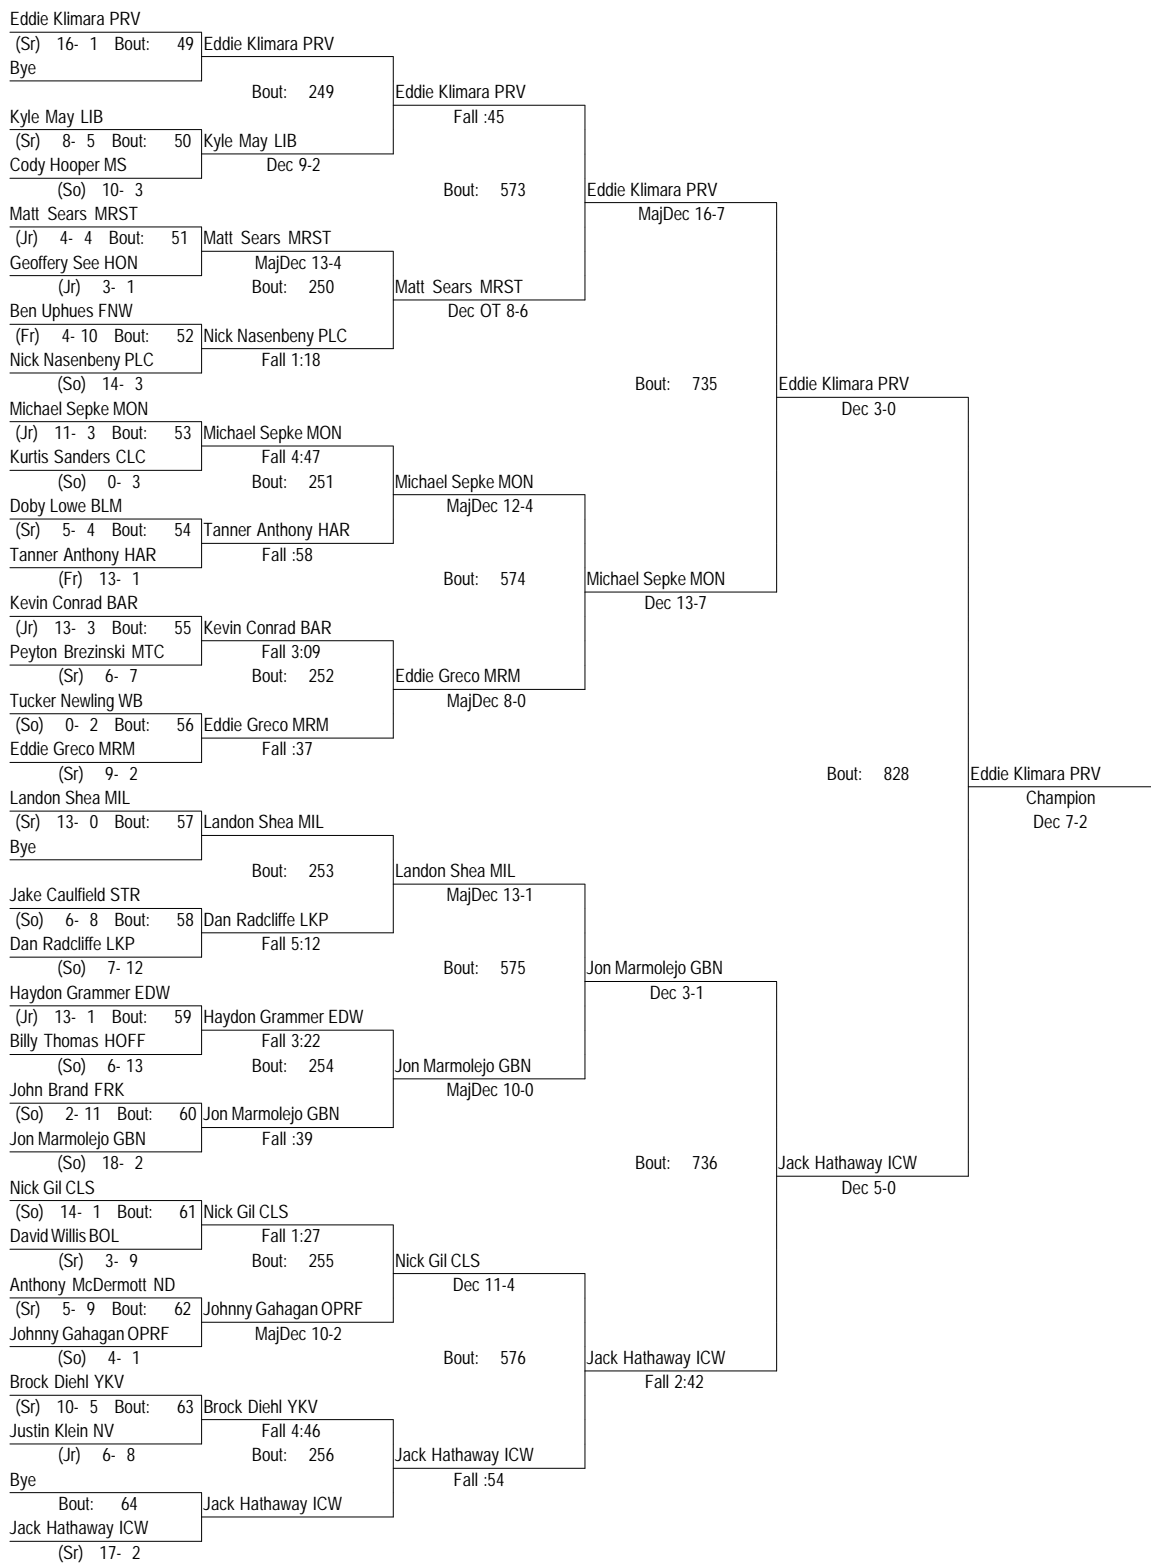 Eddie Klimara PRV
(Sr) 16- 1 Bout: 49 Eddie Klimara PRV
Bye
Bout: 249 Eddie Klimara PRV
Kyle May LIB Fall :45
(Sr) 8- 5 Bout: 50 Kyle May LIB
Cody Hooper MS Dec 9-2
(So) 10- 3 Bout: 573 Eddie Klimara PRV
Matt Sears MRST MajDec 16-7
(Jr) 4- 4 Bout: 51 Matt Sears MRST
Geoffery See HON MajDec 13-4
(Jr) 3- 1 Bout: 250 Matt Sears MRST
Ben Uphues FNW Dec OT 8-6
(Fr) 4- 10 Bout: 52 Nick Nasenbeny PLC
Nick Nasenbeny PLC Fall 1:18
(So) 14- 3 Bout: 735 Eddie Klimara PRV
Michael Sepke MON Dec 3-0
(Jr) 11- 3 Bout: 53 Michael Sepke MON
Kurtis Sanders CLC Fall 4:47
(So) 0- 3 Bout: 251 Michael Sepke MON
Doby Lowe BLM MajDec 12-4
(Sr) 5- 4 Bout: 54 Tanner Anthony HAR
Tanner Anthony HAR Fall :58
(Fr) 13- 1 Bout: 574 Michael Sepke MON
Kevin Conrad BAR Dec 13-7
(Jr) 13- 3 Bout: 55 Kevin Conrad BAR
Peyton Brezinski MTC Fall 3:09
(Sr) 6- 7 Bout: 252 Eddie Greco MRM
Tucker Newling WB MajDec 8-0
(So) 0- 2 Bout: 56 Eddie Greco MRM
Eddie Greco MRM Fall :37
(Sr) 9- 2 Bout: 828 Eddie Klimara PRV
Landon Shea MIL Champion
(Sr) 13- 0 Bout: 57 Landon Shea MIL Dec 7-2
Bye
Bout: 253 Landon Shea MIL
Jake Caulfield STR MajDec 13-1
(So) 6- 8 Bout: 58 Dan Radcliffe LKP
Dan Radcliffe LKP Fall 5:12
(So) 7- 12 Bout: 575 Jon Marmolejo GBN
Haydon Grammer EDW Dec 3-1
(Jr) 13- 1 Bout: 59 Haydon Grammer EDW
Billy Thomas HOFF Fall 3:22
(So) 6- 13 Bout: 254 Jon Marmolejo GBN
John Brand FRK MajDec 10-0
(So) 2- 11 Bout: 60 Jon Marmolejo GBN
Jon Marmolejo GBN Fall :39
(So) 18- 2 Bout: 736 Jack Hathaway ICW
Nick Gil CLS Dec 5-0
(So) 14- 1 Bout: 61 Nick Gil CLS
David Willis BOL Fall 1:27
(Sr) 3- 9 Bout: 255 Nick Gil CLS
Anthony McDermott ND Dec 11-4
(Sr) 5- 9 Bout: 62 Johnny Gahagan OPRF
Johnny Gahagan OPRF MajDec 10-2
(So) 4- 1 Bout: 576 Jack Hathaway ICW
Brock Diehl YKV Fall 2:42
(Sr) 10- 5 Bout: 63 Brock Diehl YKV
Justin Klein NV Fall 4:46
(Jr) 6- 8 Bout: 256 Jack Hathaway ICW
Bye Fall :54
Bout: 64 Jack Hathaway ICW
Jack Hathaway ICW
(Sr) 17- 2